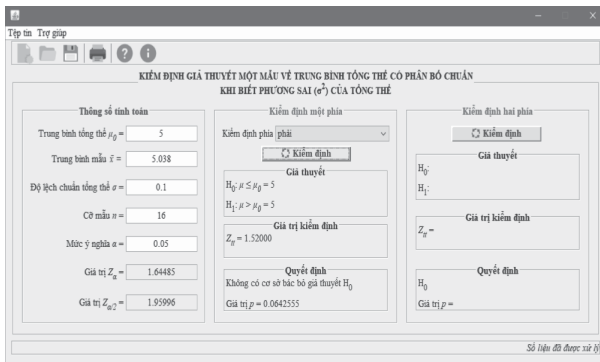 Tệp tin Trợ giúp
KIỂM ĐỊNH GIẢ THUYẾT MỘT MẪU VỀ TRUNG BÌNH TỔNG THỂ CÓ PHÂN BỐ CHUẨN
KHI BIẾT PHƯƠNG SAI (σ²) CỦA TỔNG THỂ
Thông số tính toán
Trung bình tổng thể μ₀ = 5
Trung bình mẫu x̄ = 5.038
Độ lệch chuẩn tổng thể σ = 0.1
Cỡ mẫu n = 16
Mức ý nghĩa α = 0.05
Giá trị Zα = 1.64485
Giá trị Zα/2 = 1.95996
Kiểm định một phía
Kiểm định phía phải
Kiểm định
Giả thuyết
H₀: μ ≤ μ₀ = 5
H₁: μ > μ₀ = 5
Giá trị kiểm định
Ztt = 1.52000
Quyết định
Không có cơ sở bác bỏ giả thuyết H₀
Giá trị p = 0.0642555
Kiểm định hai phía
Kiểm định
Giả thuyết
H₀:
H₁:
Giá trị kiểm định
Ztt =
Quyết định
H₀
Giá trị p =
Số liệu đã được xử lý